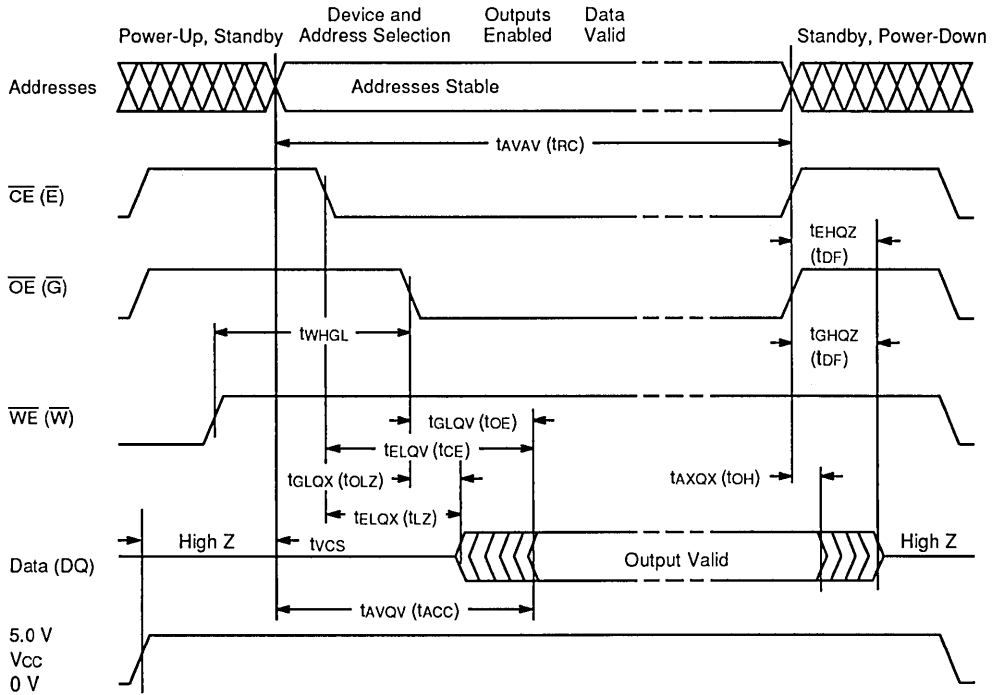 Power-Up, Standby
Device and
Address Selection
Outputs
Enabled
Data
Valid
Standby, Power-Down
Addresses
Addresses Stable
tAVAV (tRC)
CE (E)
tEHQZ
(tDF)
OE (G)
tWHGL
tGHQZ
(tDF)
WE (W)
tGLQV (tOE)
tELQV (tCE)
tGLQX (tOLZ)
tAXQX (tOH)
tELQX (tLZ)
High Z
tVCS
Data (DQ)
Output Valid
High Z
tAVQV (tACC)
5.0 V
VCC
0 V